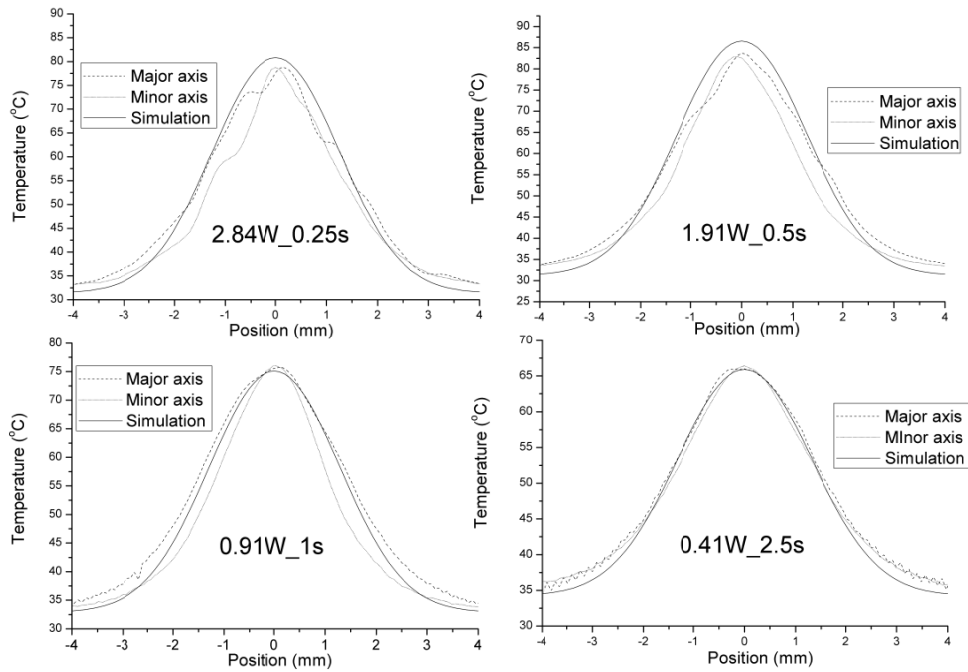 90
85
80
75
70
65
60
55
50
45
40
35
30
Temperature (°C)
Major axis
Minor axis
Simulation
2.84W_0.25s
-4 -3 -2 -1 0 1 2 3 4
Position (mm)
90
85
80
75
70
65
60
55
50
45
40
35
30
25
Temperature (°C)
Major axis
Minor axis
Simulation
1.91W_0.5s
-4 -3 -2 -1 0 1 2 3 4
Position (mm)
80
75
70
65
60
55
50
45
40
35
30
Temperature (°C)
Major axis
Minor axis
Simulation
0.91W_1s
-4 -3 -2 -1 0 1 2 3 4
Position (mm)
70
65
60
55
50
45
40
35
30
Temperature (°C)
Major axis
MInor axis
Simulation
0.41W_2.5s
-4 -3 -2 -1 0 1 2 3 4
Position (mm)